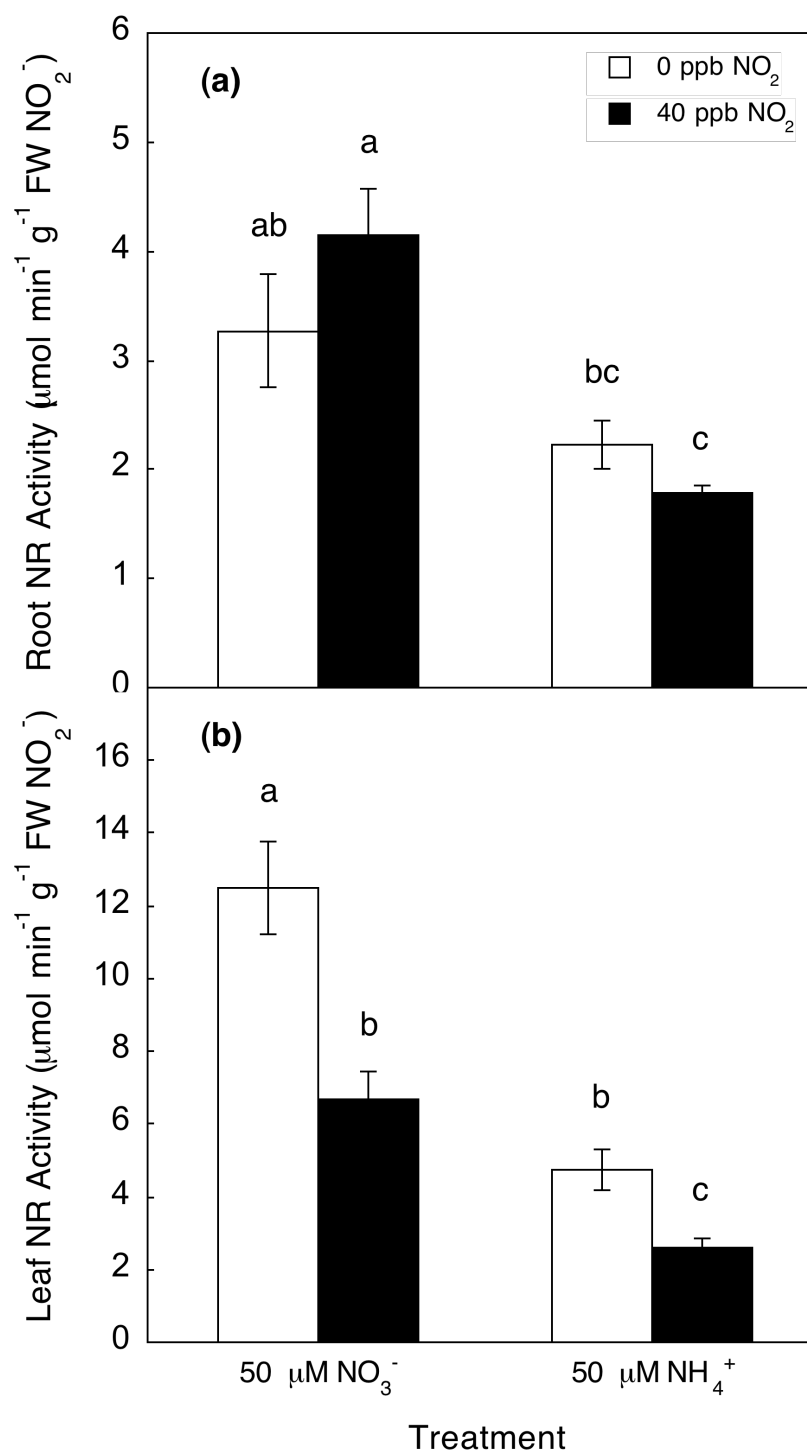 6
(a)
0 ppb NO₂
40 ppb NO₂
5
a
ab
4
3
bc
c
2
1
0
Root NR Activity (μmol min⁻¹ g⁻¹ FW NO₂⁻)
(b)
16
a
14
12
10
8
b
b
6
c
4
2
0
Leaf NR Activity (μmol min⁻¹ g⁻¹ FW NO₂⁻)
50 μM NO₃⁻
50 μM NH₄⁺
Treatment